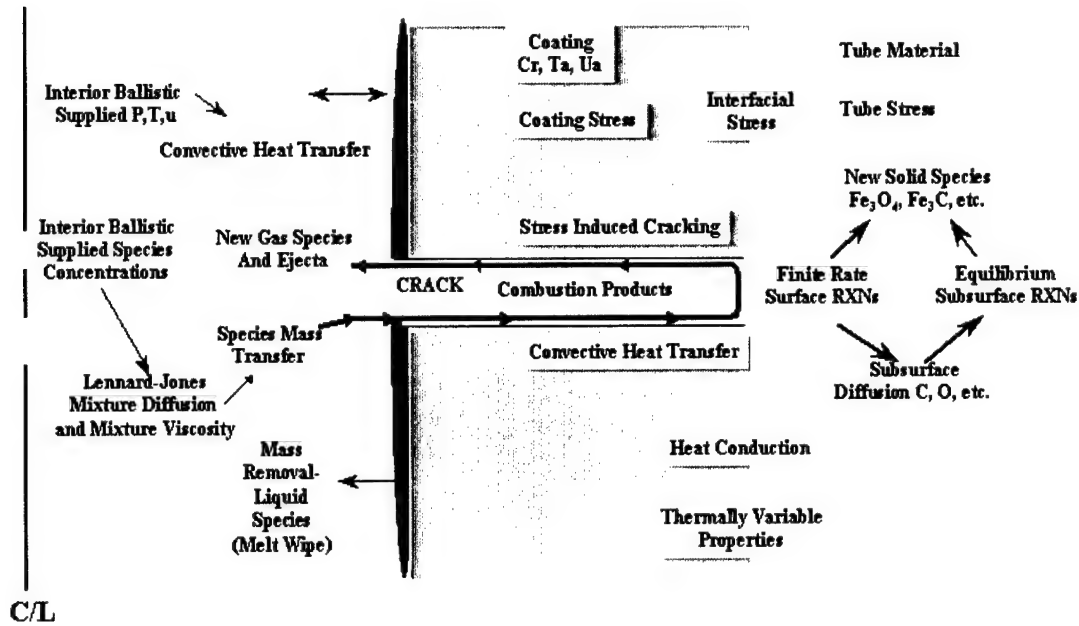 Coating
Cr, Ta, Ua
Tube Material
Interior Ballistic
Supplied P,T,u
Convective Heat Transfer
Coating Stress
Interfacial
Stress
Tube Stress
New Solid Species
Fe₃O₄, Fe₃C, etc.
Interior Ballistic
Supplied Species
Concentrations
New Gas Species
And Ejecta
Stress Induced Cracking
CRACK
Combustion Products
Finite Rate
Surface RXNs
Equilibrium
Subsurface RXNs
Species Mass
Transfer
Convective Heat Transfer
Lennard-Jones
Mixture Diffusion
and Mixture Viscosity
Subsurface
Diffusion C, O, etc.
Mass
Removal-
Liquid
Species
(Melt Wipe)
Heat Conduction
Thermally Variable
Properties
C/L